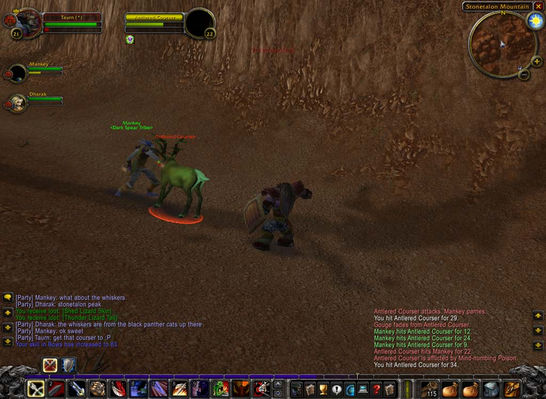 Stonetalon Mountain
Taurn (*)
Antlered Courser
21
22
Mankey
Dharak
Mankey
<Dark Spear Tribe>
Antlered Courser
[Party] Mankey: what about the whiskers
[Party] Dharak: stonetalon peak
You receive loot: [Shed Lizard Skin]
You receive loot: [Thunder Lizard Tail]
[Party] Dharak: the whiskers are from the black panther cats up there
[Party] Mankey: ok sweet
[Party] Taurn: get that courser to :P
Your skill in Bows has increased to 81.
Antlered Courser attacks. Mankey parries.
You hit Antlered Courser for 29.
Gouge fades from Antlered Courser.
Mankey hits Antlered Courser for 12.
Mankey hits Antlered Courser for 24.
Mankey hits Antlered Courser for 9.
Antlered Courser hits Mankey for 22.
Antlered Courser is afflicted by Mind-numbing Poison.
You hit Antlered Courser for 34.
115